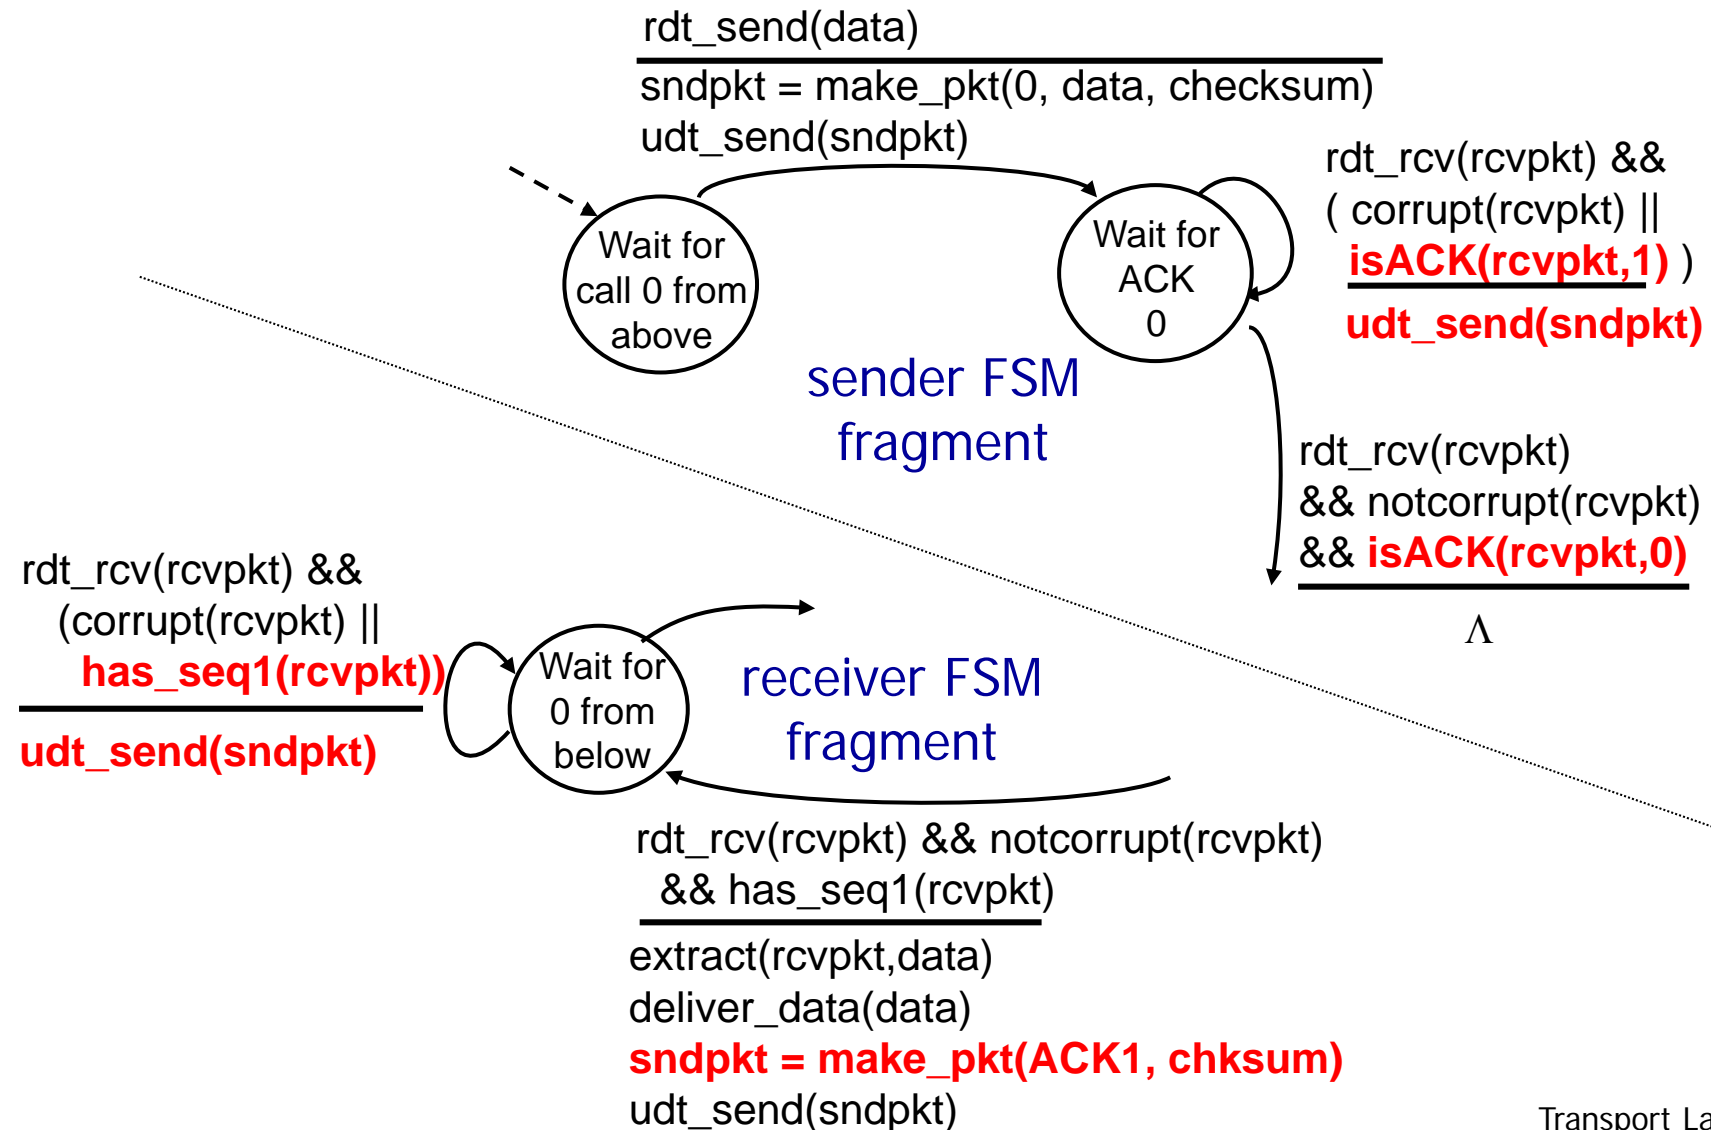 rdt_send(data)
sndpkt = make_pkt(0, data, checksum)
udt_send(sndpkt)
rdt_rcv(rcvpkt) &&
( corrupt(rcvpkt) ||
isACK(rcvpkt,1) )
udt_send(sndpkt)
Wait for
call 0 from
above
Wait for
ACK
0
sender FSM
fragment
rdt_rcv(rcvpkt)
&& notcorrupt(rcvpkt)
&& isACK(rcvpkt,0)
Λ
rdt_rcv(rcvpkt) &&
(corrupt(rcvpkt) ||
has_seq1(rcvpkt))
udt_send(sndpkt)
Wait for
0 from
below
receiver FSM
fragment
rdt_rcv(rcvpkt) && notcorrupt(rcvpkt)
&& has_seq1(rcvpkt)
extract(rcvpkt,data)
deliver_data(data)
sndpkt = make_pkt(ACK1, chksum)
udt_send(sndpkt)
Transport La